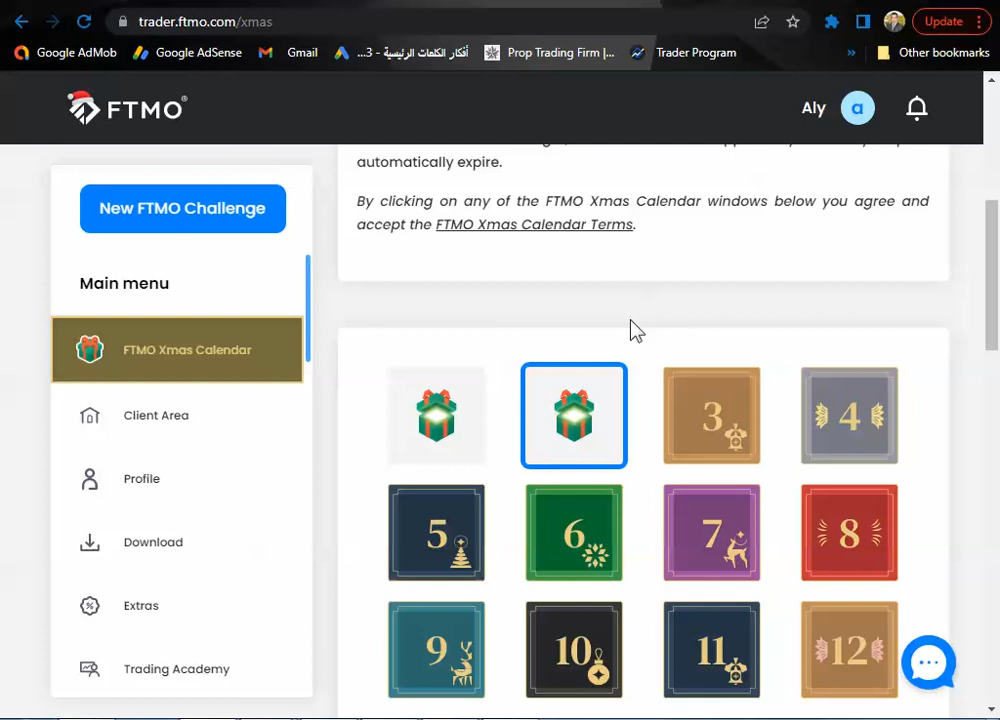 trader.ftmo.com/xmas
Update
Google AdMob
Google AdSense
Gmail
أفكار الكلمات الرئيسية - 3...
Prop Trading Firm |...
Trader Program
»
Other bookmarks
FTMO®
Aly
a
New FTMO Challenge
Main menu
FTMO Xmas Calendar
Client Area
Profile
Download
Extras
Trading Academy
automatically expire.
By clicking on any of the FTMO Xmas Calendar windows below you agree and
accept the FTMO Xmas Calendar Terms.
3
4
5
6
7
8
9
10
11
12